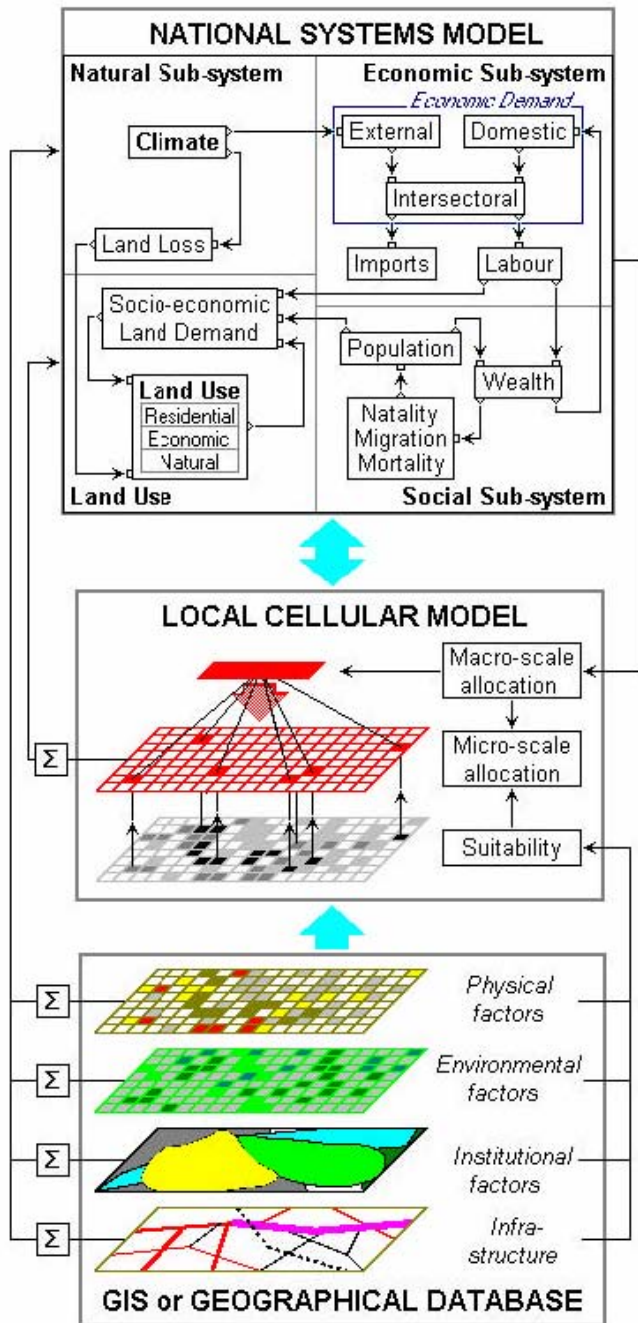 NATIONAL SYSTEMS MODEL
Natural Sub-system
Economic Sub-system
Economic Demand
Climate
External
Domestic
Intersectoral
Land Loss
Imports
Labour
Socio-economic
Land Demand
Population
Wealth
Land Use
Residential
Economic
Natural
Natality
Migration
Mortality
Land Use
Social Sub-system
LOCAL CELLULAR MODEL
Macro-scale
allocation
Micro-scale
allocation
Σ
Suitability
Σ
Physical
factors
Σ
Environmental
factors
Σ
Institutional
factors
Σ
Infra-
structure
GIS or GEOGRAPHICAL DATABASE